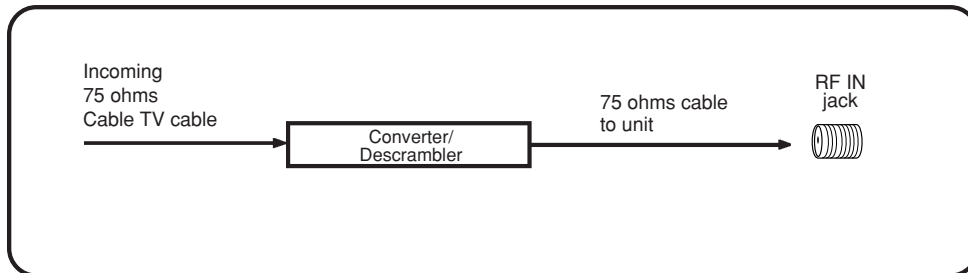 Incoming
75 ohms
Cable TV cable
Converter/
Descrambler
75 ohms cable
to unit
RF IN
jack